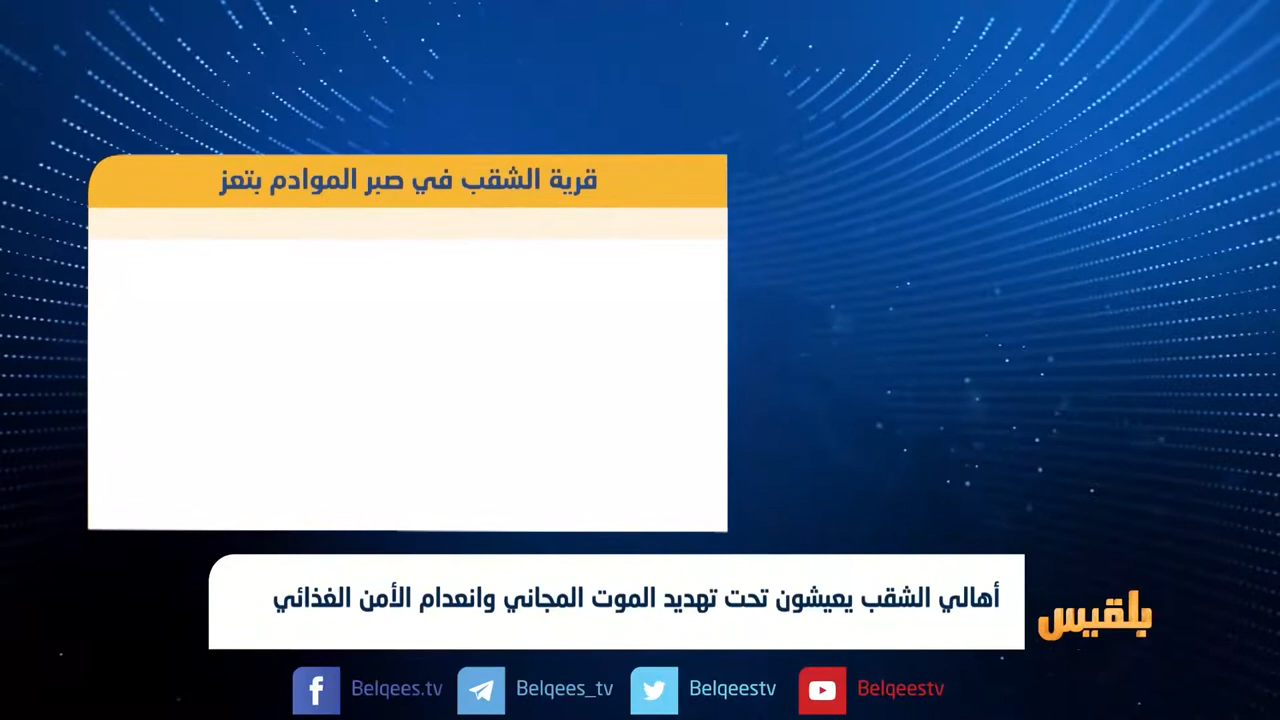 قرية الشقب في صبر الموادم بتعز
أهالي الشقب يعيشون تحت تهديد الموت المجاني وانعدام الأمن الغذائي
بلقيس
Belqees.tv Belqees_tv Belqeestv Belqeestv